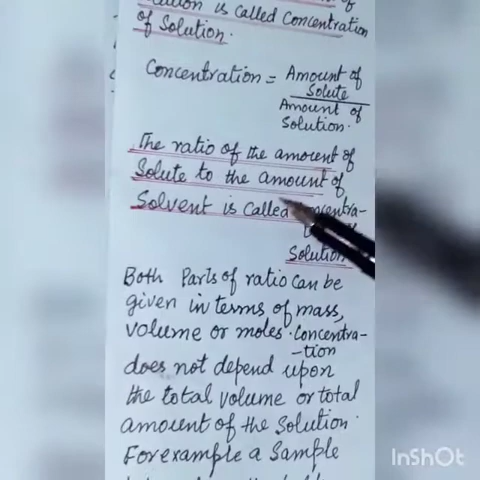 is called Concentration
of Solution.
Concentration = Amount of
Solute
Amount of
Solution.
The ratio of the amount of
Solute to the amount of
Solvent is called
Solution
Both Parts of ratio can be
given in terms of mass,
volume or moles. Concentra-
-tion
does not depend upon
the total volume or total
amount of the Solution.
For example a Sample
InShOt